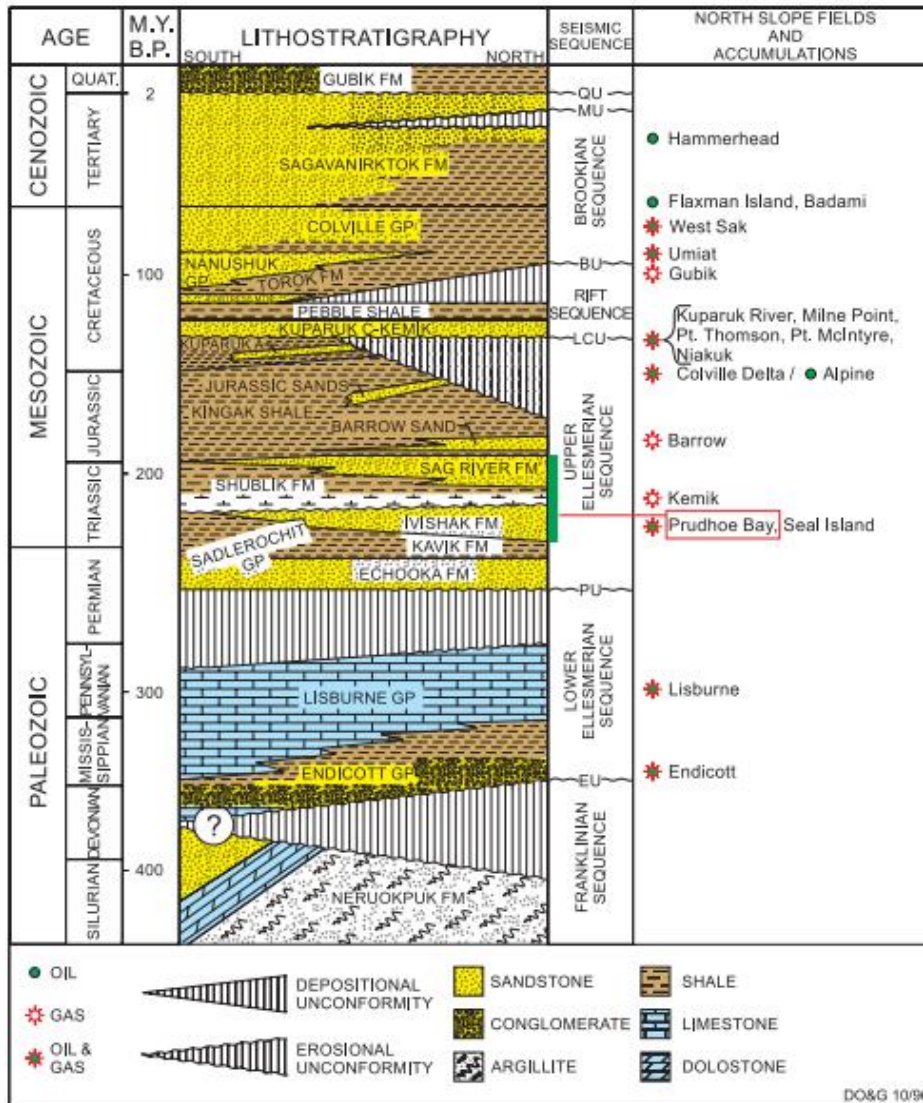 AGE
M.Y.
B.P.
LITHOSTRATIGRAPHY
SOUTH
NORTH
SEISMIC
SEQUENCE
NORTH SLOPE FIELDS
AND
ACCUMULATIONS
CENOZOIC
QUAT.
TERTIARY
MESOZOIC
CRETACEOUS
JURASSIC
TRIASSIC
PALEOZOIC
PERMIAN
PENNSYL-
VANIAN
MISSIS-
SIPPIAN
DEVONIAN
SILURIAN
2
100
200
300
400
GUBIK FM
SAGAVANIRKTOK FM
COLVILLE GP
NANUSHUK
GP
TOROK FM
PEBBLE SHALE
KUPARUK C-KEMIK
KUPARUK A
JURASSIC SANDS
KINGAK SHALE
BARROW SAND
SAG RIVER FM
SHUBLIK FM
IVISHAK FM
SADLEROCHIT
GP
KAVIK FM
ECHOOKA FM
LISBURNE GP
ENDICOTT GP
?
NERUOKPUK FM
QU
MU
BROOKIAN
SEQUENCE
BU
RIFT
SEQUENCE
LCU
UPPER
ELLESMERIAN
SEQUENCE
PU
LOWER
ELLESMERIAN
SEQUENCE
EU
FRANKLINIAN
SEQUENCE
Hammerhead
Flaxman Island, Badami
West Sak
Umiat
Gubik
Kuparuk River, Milne Point,
Pt. Thomson, Pt. McIntyre,
Niakuk
Colville Delta / Alpine
Barrow
Kemik
Prudhoe Bay, Seal Island
Lisburne
Endicott
OIL
GAS
OIL &
GAS
DEPOSITIONAL
UNCONFORMITY
EROSIONAL
UNCONFORMITY
SANDSTONE
CONGLOMERATE
ARGILLITE
SHALE
LIMESTONE
DOLOSTONE